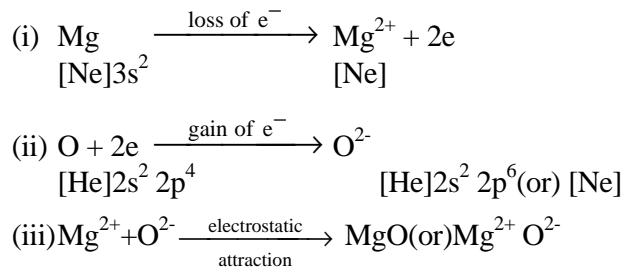 loss of e⁻
(i) Mg ⟶ Mg²⁺ + 2e
[Ne]3s² [Ne]
gain of e⁻
(ii) O + 2e ⟶ O²⁻
[He]2s² 2p⁴ [He]2s² 2p⁶(or) [Ne]
electrostatic
(iii)Mg²⁺+O²⁻ ⟶ MgO(or)Mg²⁺ O²⁻
attraction